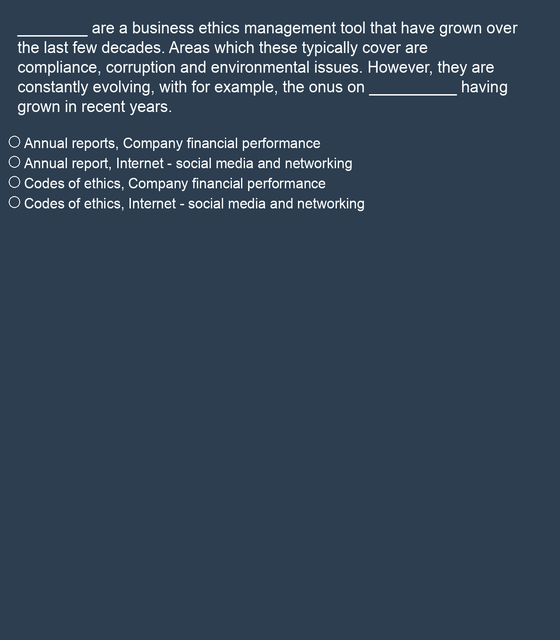 ________ are a business ethics management tool that have grown over
the last few decades. Areas which these typically cover are
compliance, corruption and environmental issues. However, they are
constantly evolving, with for example, the onus on __________ having
grown in recent years.
Annual reports, Company financial performance
Annual report, Internet - social media and networking
Codes of ethics, Company financial performance
Codes of ethics, Internet - social media and networking